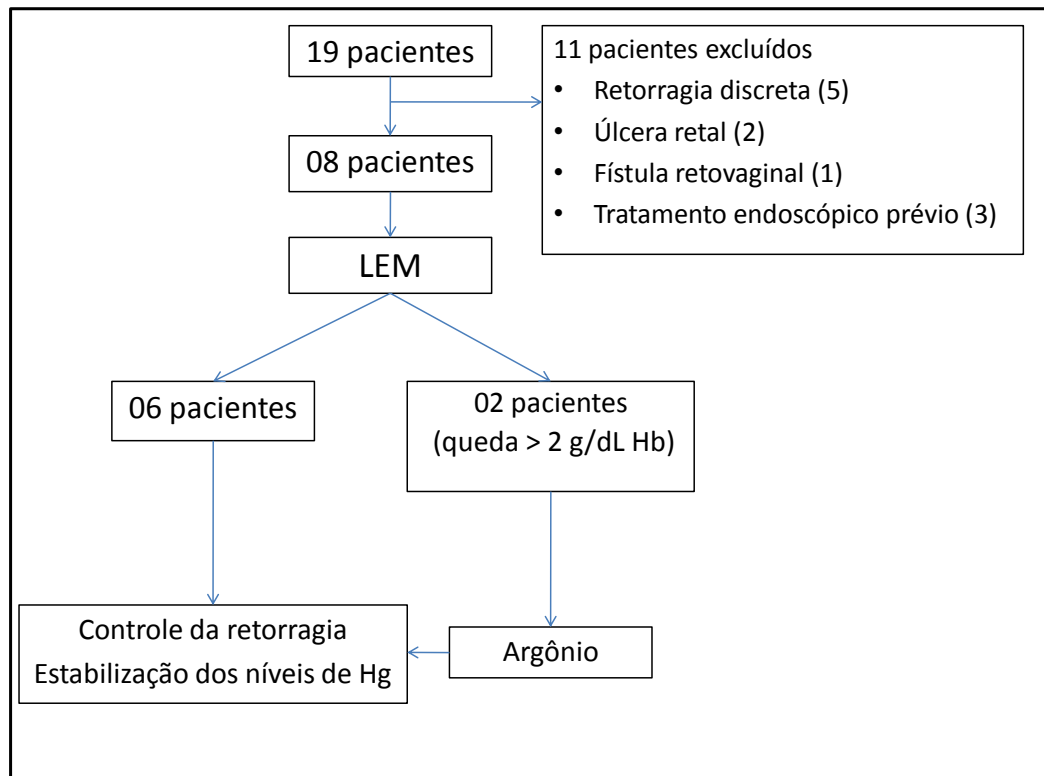 19 pacientes
11 pacientes excluídos
• Retorragia discreta (5)
• Úlcera retal (2)
• Fístula retovaginal (1)
• Tratamento endoscópico prévio (3)
08 pacientes
LEM
06 pacientes
02 pacientes
(queda > 2 g/dL Hb)
Controle da retorragia
Estabilização dos níveis de Hg
Argônio